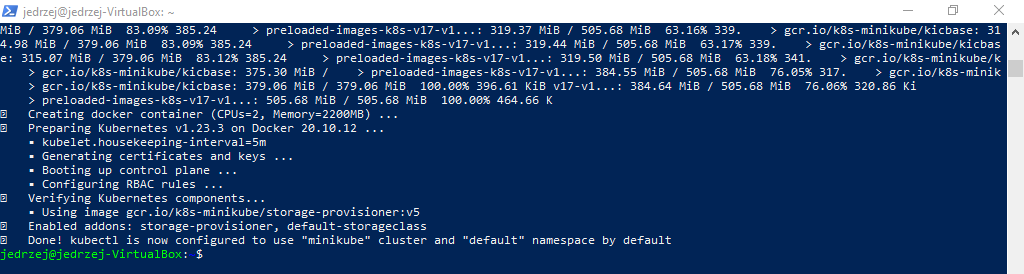 jedrzej@jedrzej-VirtualBox: ~
MiB / 379.06 MiB  83.09% 385.24     > preloaded-images-k8s-v17-v1...: 319.37 MiB / 505.68 MiB  63.16% 339.    > gcr.io/k8s-minikube/kicbase: 31
4.98 MiB / 379.06 MiB  83.09% 385.24     > preloaded-images-k8s-v17-v1...: 319.44 MiB / 505.68 MiB  63.17% 339.    > gcr.io/k8s-minikube/kicbas
e: 315.07 MiB / 379.06 MiB  83.12% 385.24     > preloaded-images-k8s-v17-v1...: 319.50 MiB / 505.68 MiB  63.18% 341.    > gcr.io/k8s-minikube/k
    > gcr.io/k8s-minikube/kicbase: 375.30 MiB /     > preloaded-images-k8s-v17-v1...: 384.55 MiB / 505.68 MiB  76.05% 317.    > gcr.io/k8s-minik
    > gcr.io/k8s-minikube/kicbase: 379.06 MiB / 379.06 MiB  100.00% 396.61 KiB v17-v1...: 384.64 MiB / 505.68 MiB  76.06% 320.86 Ki
    > preloaded-images-k8s-v17-v1...: 505.68 MiB / 505.68 MiB  100.00% 464.66 K
Creating docker container (CPUs=2, Memory=2200MB) ...
Preparing Kubernetes v1.23.3 on Docker 20.10.12 ...
▪ kubelet.housekeeping-interval=5m
▪ Generating certificates and keys ...
▪ Booting up control plane ...
▪ Configuring RBAC rules ...
Verifying Kubernetes components...
▪ Using image gcr.io/k8s-minikube/storage-provisioner:v5
Enabled addons: storage-provisioner, default-storageclass
Done! kubectl is now configured to use "minikube" cluster and "default" namespace by default
jedrzej@jedrzej-VirtualBox: $